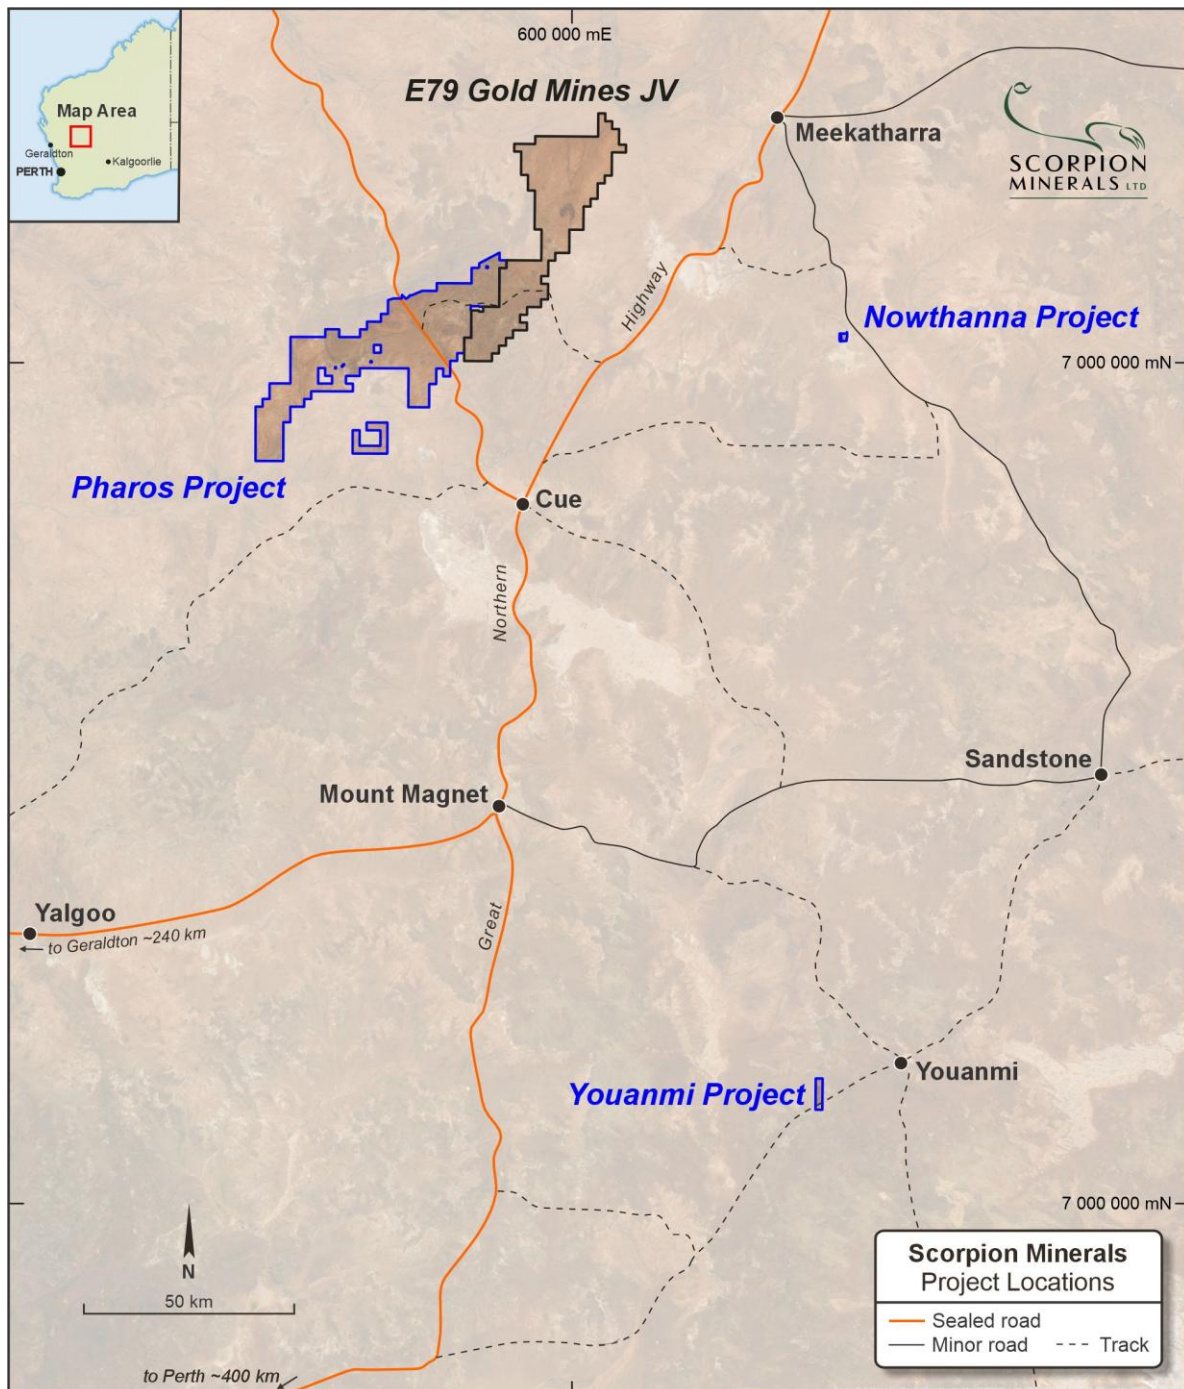 600 000 mE
E79 Gold Mines JV
Map Area
Geraldton
Kalgoorlie
PERTH
Meekatharra
SCORPION
MINERALS LTD
Highway
Nowthanna Project
7 000 000 mN
Pharos Project
Cue
Northern
Sandstone
Mount Magnet
Yalgoo
to Geraldton ~240 km
Great
Youanmi
Youanmi Project
7 000 000 mN
N
50 km
to Perth ~400 km
Scorpion Minerals
Project Locations
Sealed road
Minor road
Track